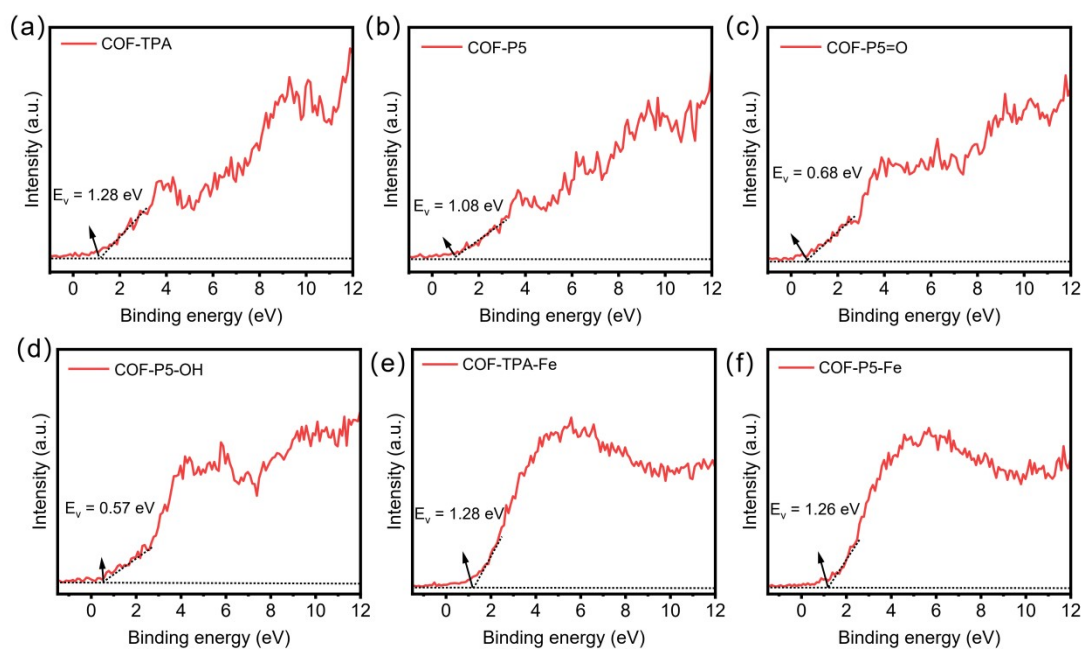 (a)
COF-TPA
Intensity (a.u.)
Ev = 1.28 eV
0 2 4 6 8 10 12
Binding energy (eV)
(b)
COF-P5
Intensity (a.u.)
Ev = 1.08 eV
0 2 4 6 8 10 12
Binding energy (eV)
(c)
COF-P5=O
Intensity (a.u.)
Ev = 0.68 eV
0 2 4 6 8 10 12
Binding energy (eV)
(d)
COF-P5-OH
Intensity (a.u.)
Ev = 0.57 eV
0 2 4 6 8 10 12
Binding energy (eV)
(e)
COF-TPA-Fe
Intensity (a.u.)
Ev = 1.28 eV
0 2 4 6 8 10 12
Binding energy (eV)
(f)
COF-P5-Fe
Intensity (a.u.)
Ev = 1.26 eV
0 2 4 6 8 10 12
Binding energy (eV)